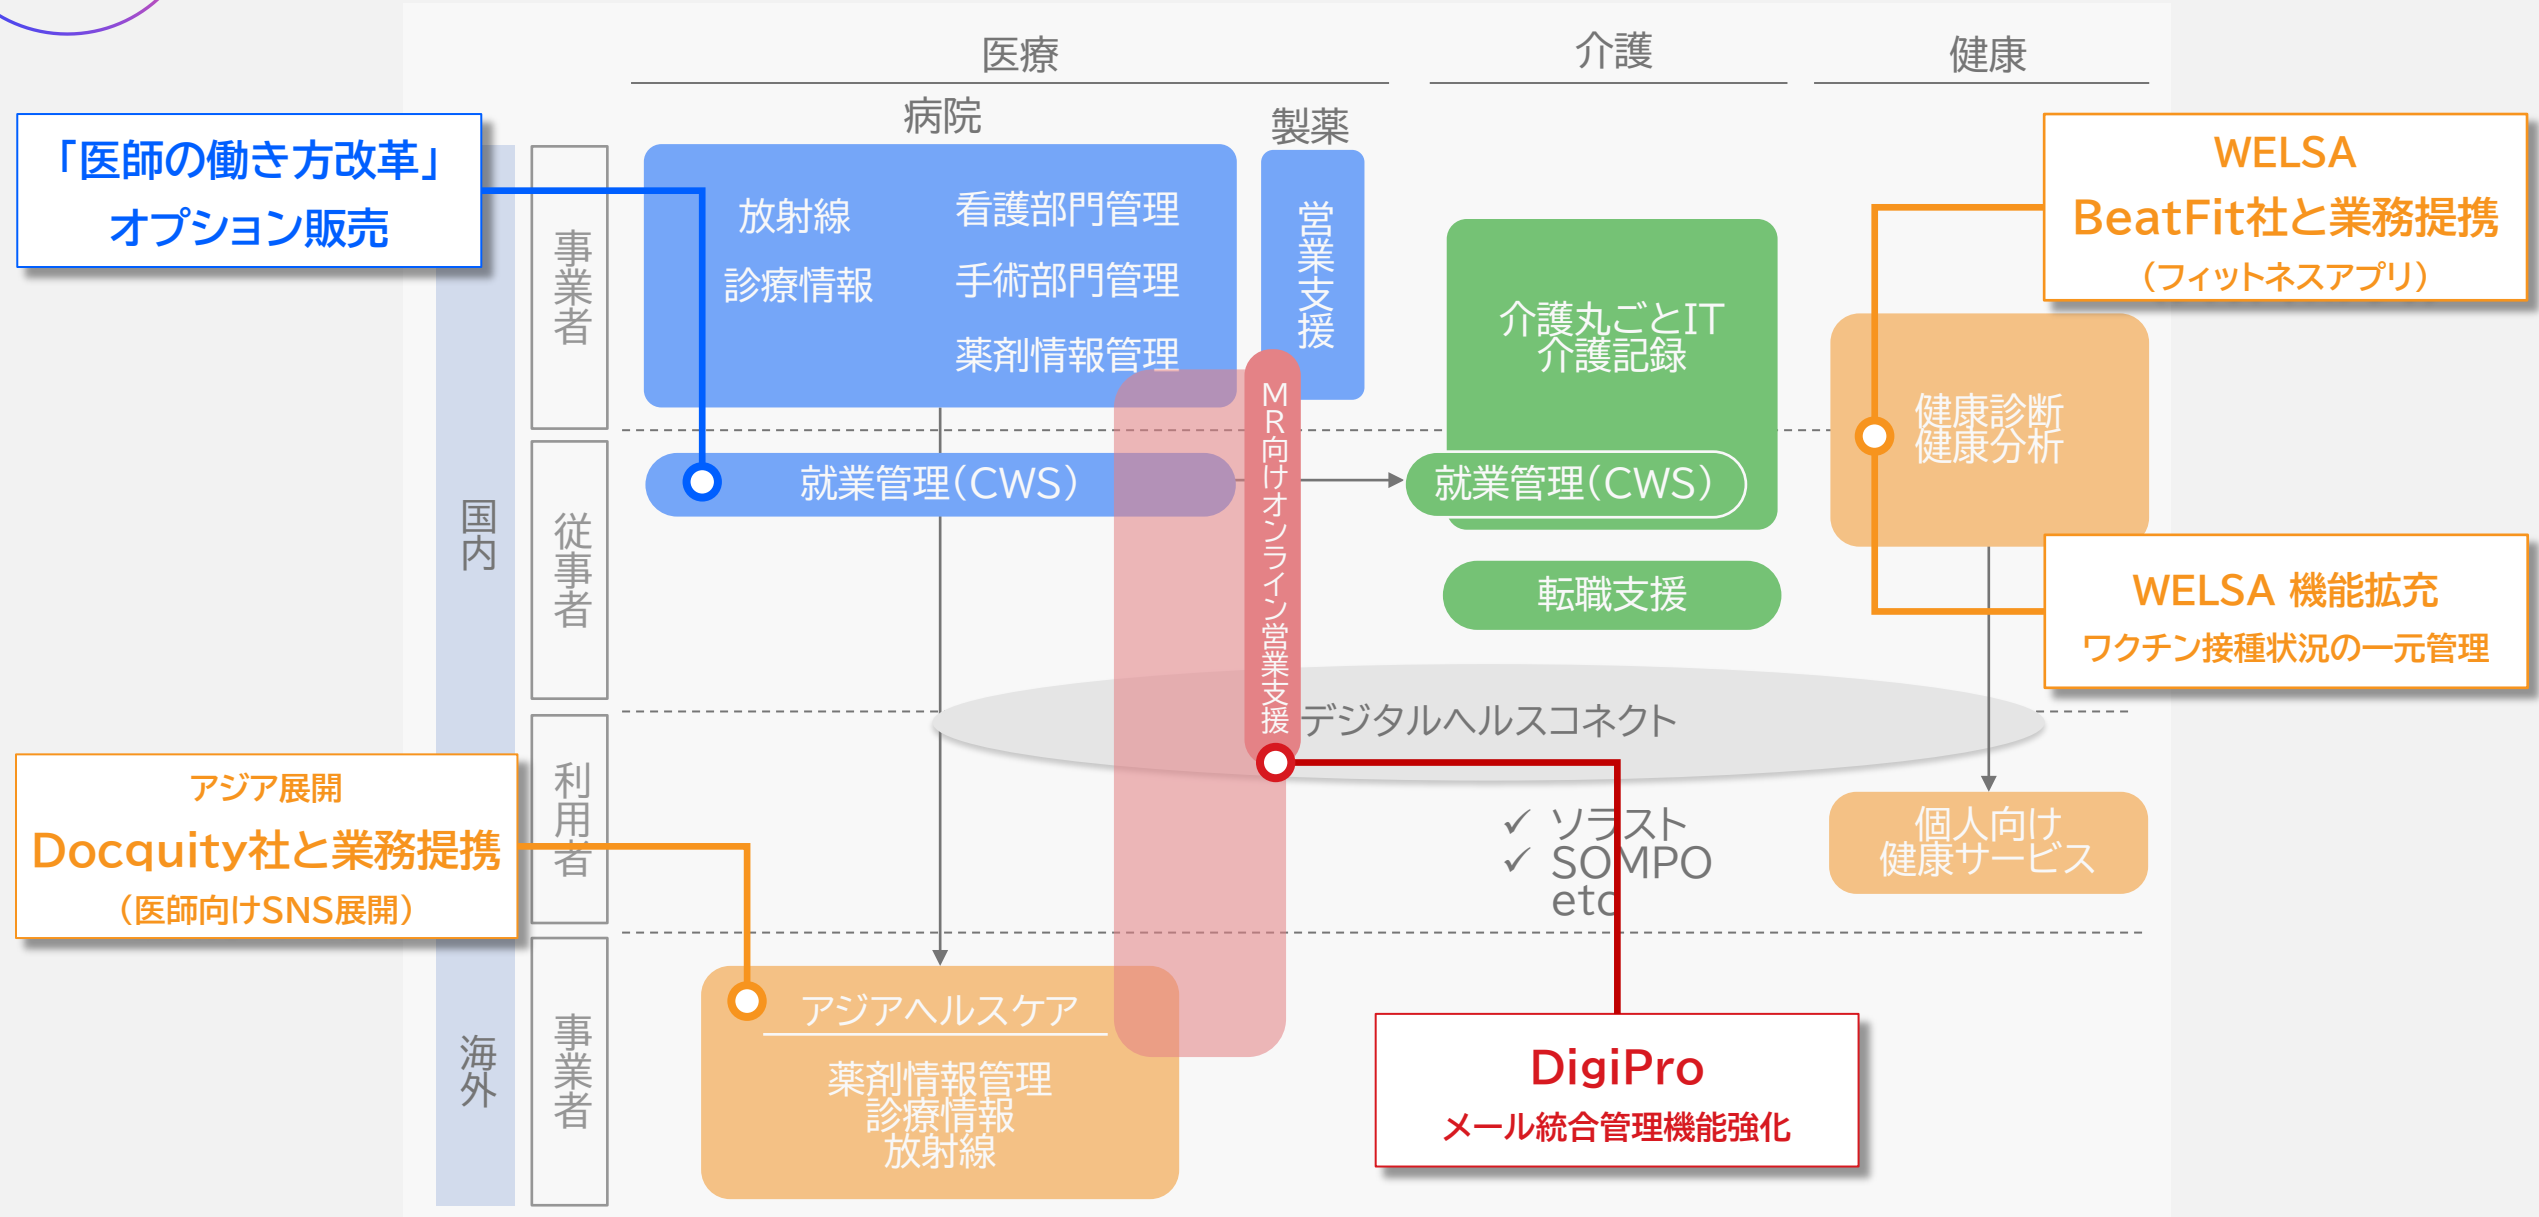 医療
介護
健康
病院
製薬
「医師の働き方改革」
オプション販売
WELSA
BeatFit社と業務提携
（フィットネスアプリ）
国内
事業者
放射線
診療情報
看護部門管理
手術部門管理
薬剤情報管理
営業支援
介護丸ごとIT
介護記録
健康診断
健康分析
従事者
就業管理（CWS）
MR向けオンライン営業支援
就業管理（CWS）
転職支援
WELSA 機能拡充
ワクチン接種状況の一元管理
デジタルヘルスコネクト
アジア展開
Docquity社と業務提携
（医師向けSNS展開）
利用者
✓ ソラスト
✓ SOMPO
etc
個人向け
健康サービス
海外
事業者
アジアヘルスケア
薬剤情報管理
診療情報
放射線
DigiPro
メール統合管理機能強化